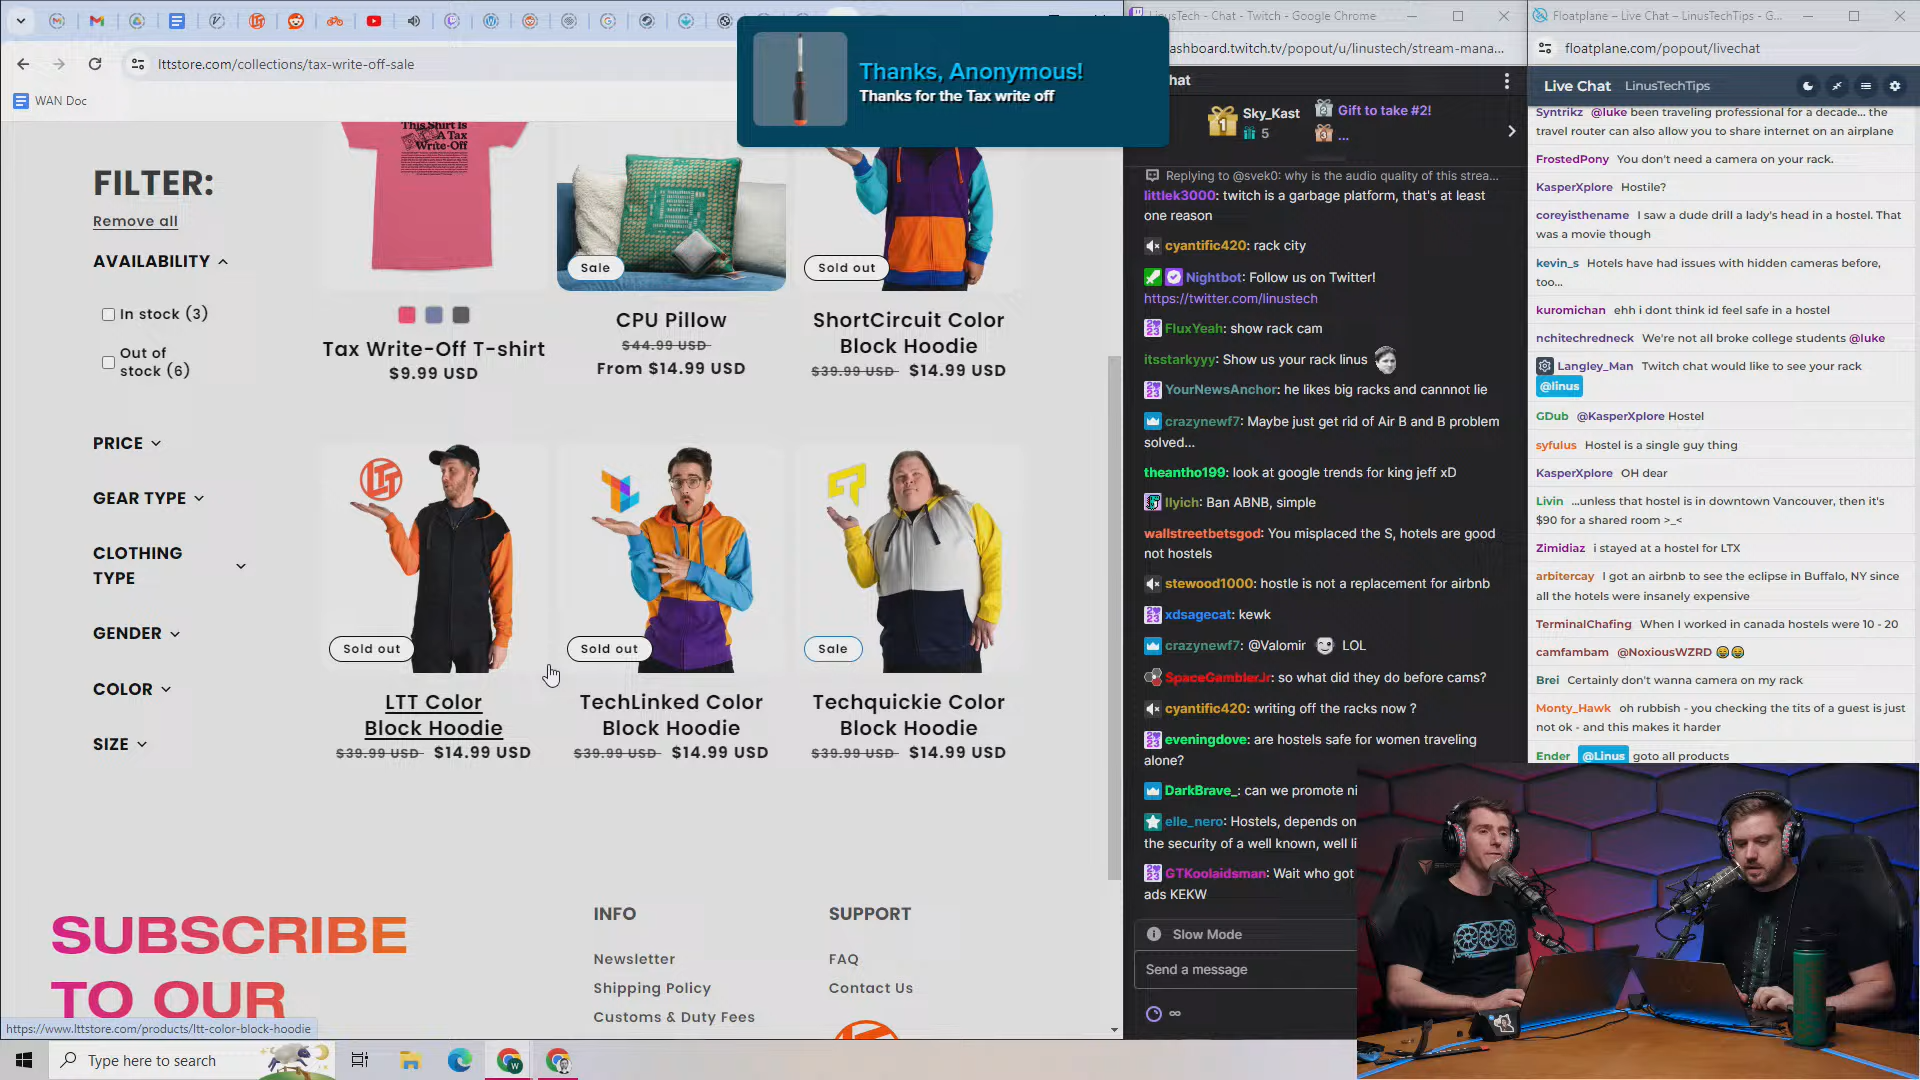 LinusTech - Chat - Twitch - Google Chrome
Floatplane – Live Chat – LinusTechTips - G...
lttstore.com/collections/tax-write-off-sale
ashboard.twitch.tv/popout/u/linustech/stream-mana...
floatplane.com/popout/livechat
WAN Doc
Thanks, Anonymous!
Thanks for the Tax write off
This Shirt Is
A Tax
Write-Off
FILTER:
Remove all
AVAILABILITY
In stock (3)
Out of
stock (6)
PRICE
GEAR TYPE
CLOTHING
TYPE
GENDER
COLOR
SIZE
Tax Write-Off T-shirt
$9.99 USD
Sale
CPU Pillow
$44.99 USD
From $14.99 USD
Sold out
ShortCircuit Color
Block Hoodie
$39.99 USD $14.99 USD
LTT
Sold out
LTT Color
Block Hoodie
$39.99 USD $14.99 USD
Sold out
TechLinked Color
Block Hoodie
$39.99 USD $14.99 USD
Sale
Techquickie Color
Block Hoodie
$39.99 USD $14.99 USD
SUBSCRIBE
TO OUR
INFO
Newsletter
Shipping Policy
Customs & Duty Fees
SUPPORT
FAQ
Contact Us
https://www.lttstore.com/products/ltt-color-block-hoodie
Type here to search
hat
1
Sky_Kast
5
Gift to take #2!
...
Replying to @svek0: why is the audio quality of this strea...
littlek3000: twitch is a garbage platform, that's at least
one reason
cyantific420: rack city
Nightbot: Follow us on Twitter!
https://twitter.com/linustech
FluxYeah: show rack cam
itsstarkyyy: Show us your rack linus
YourNewsAnchor: he likes big racks and cannnot lie
crazynewf7: Maybe just get rid of Air B and B problem
solved...
theantho199: look at google trends for king jeff xD
Ilyich: Ban ABNB, simple
wallstreetbetsgod: You misplaced the S, hotels are good
not hostels
stewood1000: hostle is not a replacement for airbnb
xdsagecat: kewk
crazynewf7: @Valomir LOL
SpaceGamblerJr: so what did they do before cams?
cyantific420: writing off the racks now ?
eveningdove: are hostels safe for women traveling
alone?
DarkBrave_: can we promote ni
elle_nero: Hostels, depends on
the security of a well known, well li
GTKoolaidsman: Wait who got
ads KEKW
Slow Mode
Send a message
∞
Live Chat LinusTechTips
Syntrikz @luke been traveling professional for a decade... the
travel router can also allow you to share internet on an airplane
FrostedPony You don't need a camera on your rack.
KasperXplore Hostile?
coreyisthename I saw a dude drill a lady's head in a hostel. That
was a movie though
kevin_s Hotels have had issues with hidden cameras before,
too...
kuromichan ehh i dont think id feel safe in a hostel
nchitechredneck We're not all broke college students @luke
Langley_Man Twitch chat would like to see your rack
@linus
GDub @KasperXplore Hostel
syfulus Hostel is a single guy thing
KasperXplore OH dear
Livin ...unless that hostel is in downtown Vancouver, then it's
$90 for a shared room >_<
Zimidiaz i stayed at a hostel for LTX
arbitercay I got an airbnb to see the eclipse in Buffalo, NY since
all the hotels were insanely expensive
TerminalChafing When I worked in canada hostels were 10 - 20
camfambam @NoxiousWZRD
Brei Certainly don't wanna camera on my rack
Monty_Hawk oh rubbish - you checking the tits of a guest is just
not ok - and this makes it harder
Ender @Linus goto all products